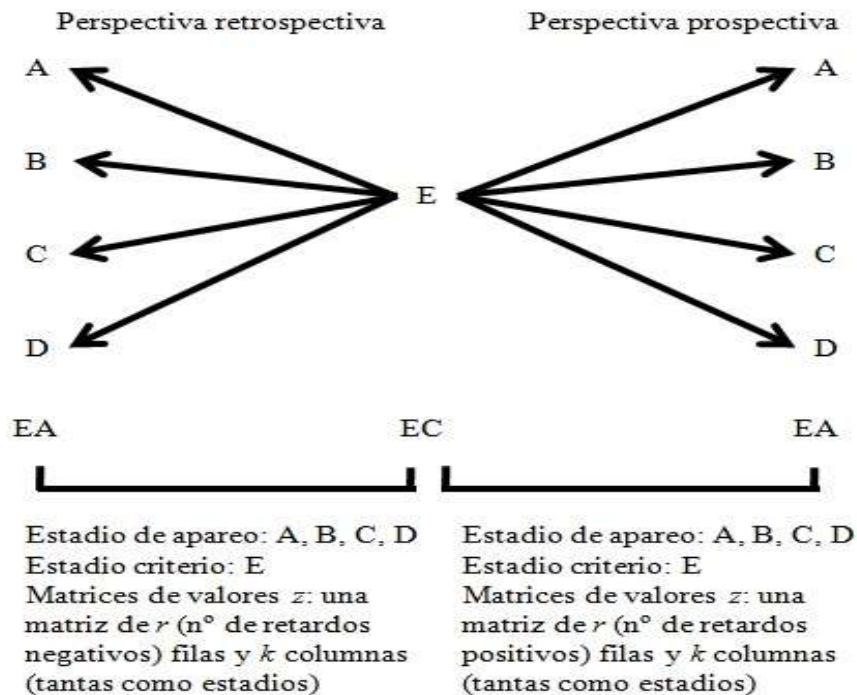 Perspectiva retrospectiva
Perspectiva prospectiva
A
A
B
B
E
C
C
D
D
EA
EC
EA
Estadio de apareo: A, B, C, D
Estadio criterio: E
Matrices de valores z: una
matriz de r (nº de retardos
negativos) filas y k columnas
(tantas como estadios)
Estadio de apareo: A, B, C, D
Estadio criterio: E
Matrices de valores z: una
matriz de r (nº de retardos
positivos) filas y k columnas
(tantas como estadios)